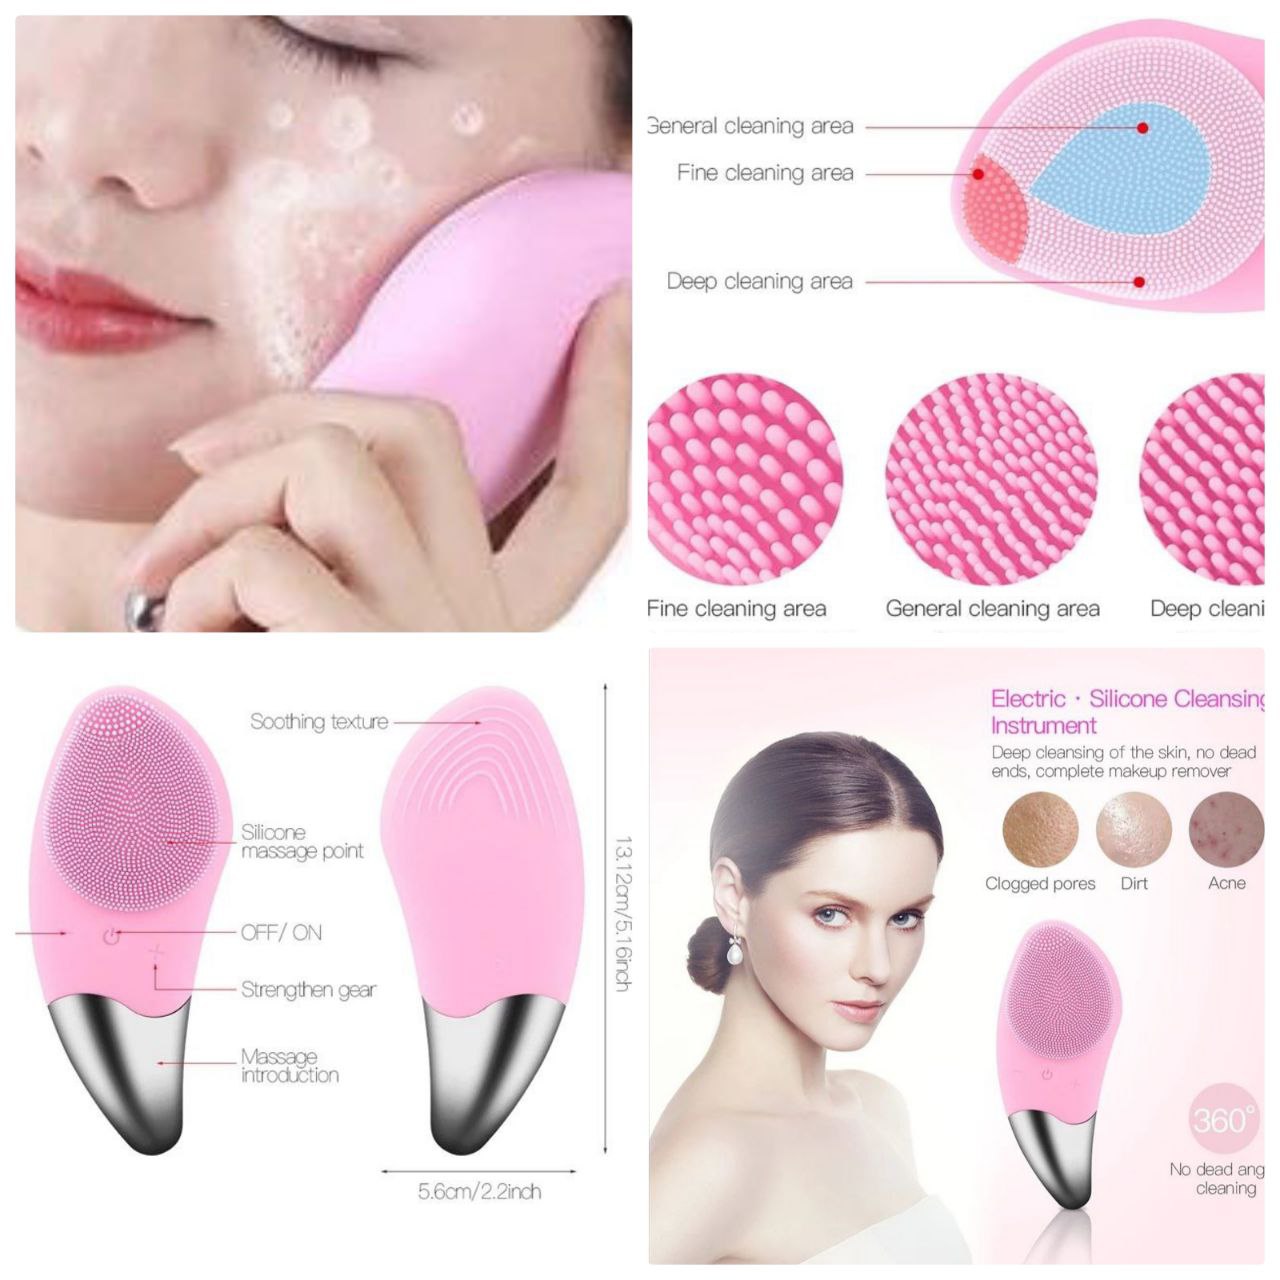 General cleaning area
Fine cleaning area
Deep cleaning area
Fine cleaning area
General cleaning area
Deep cleani
Soothing texture
Silicone
massage point
OFF/ ON
Strengthen gear
Massage
introduction
13.12cm/5.16inch
5.6cm/2.2inch
Electric · Silicone Cleansing
Instrument
Deep cleansing of the skin, no dead
ends, complete makeup remover
Clogged pores
Dirt
Acne
360°
No dead ang
cleaning